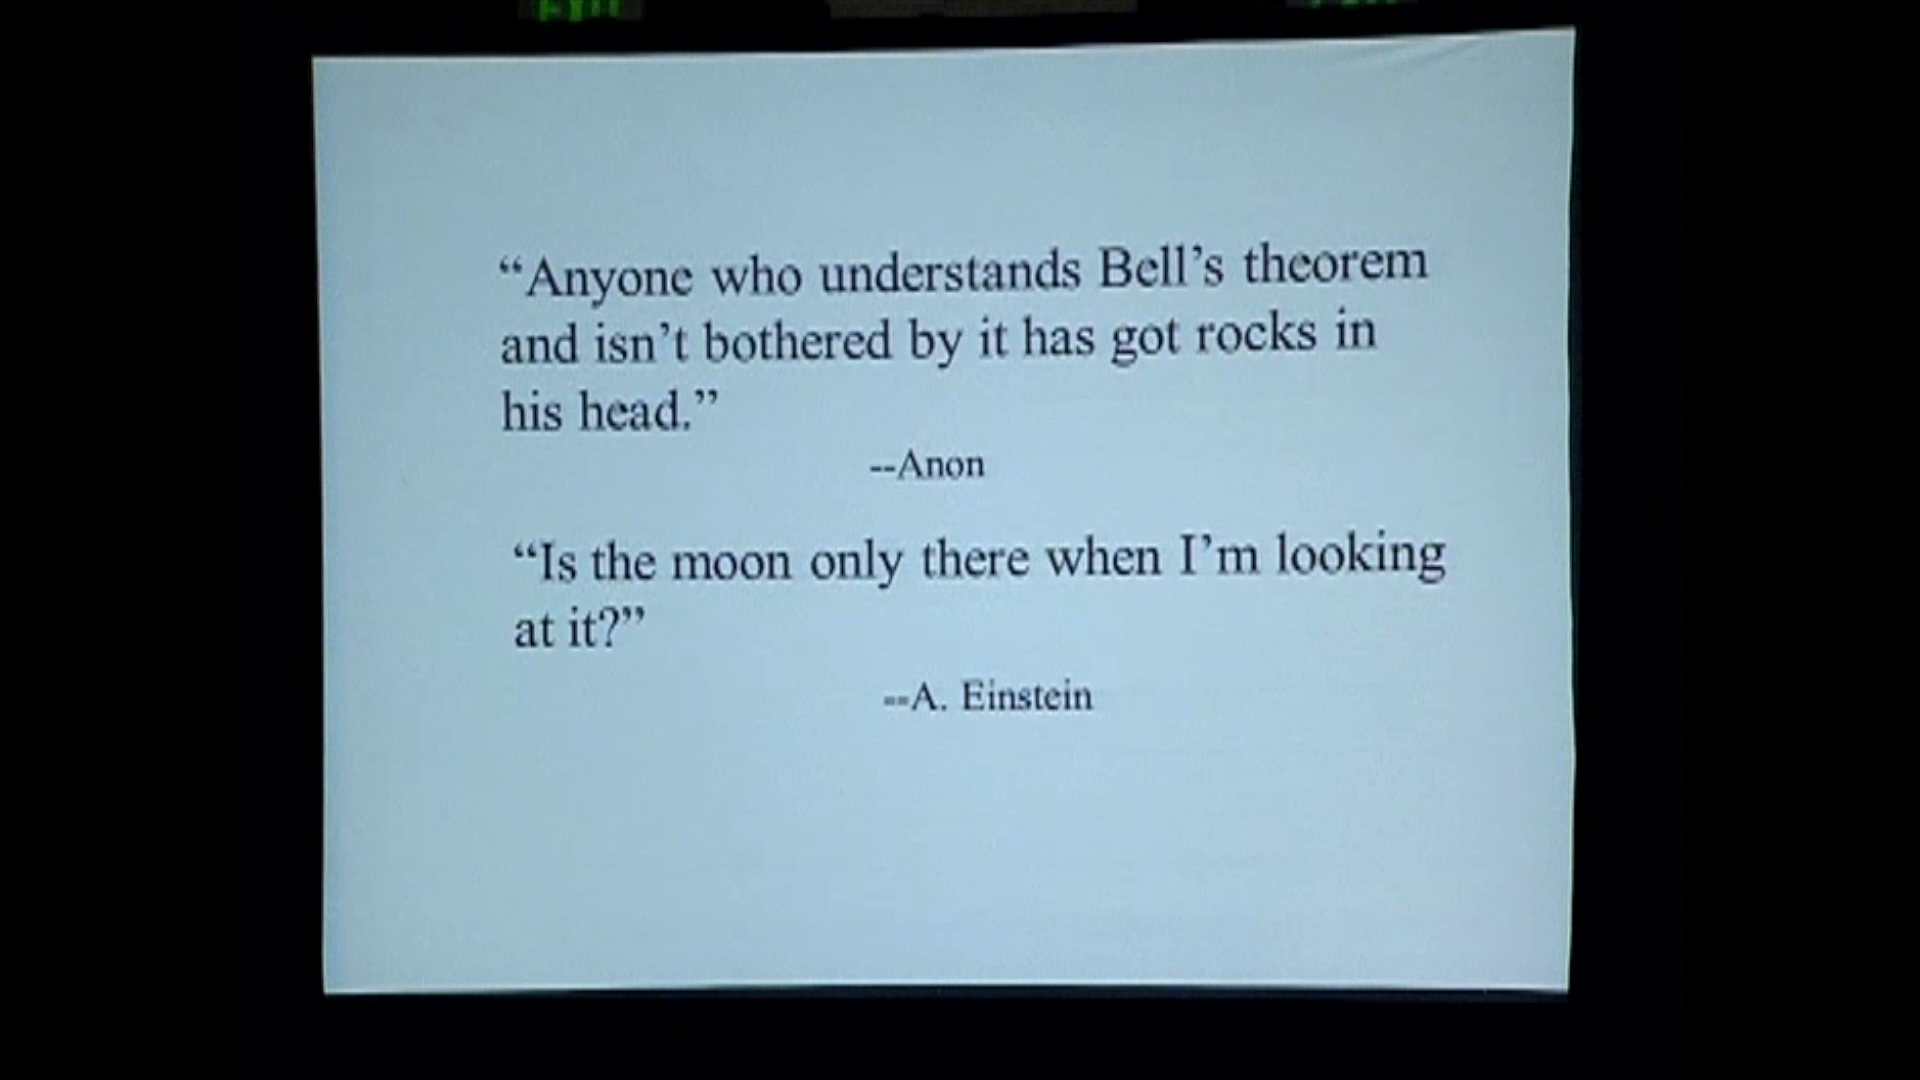 “Anyone who understands Bell’s theorem
and isn’t bothered by it has got rocks in
his head.”
--Anon
“Is the moon only there when I’m looking
at it?”
--A. Einstein